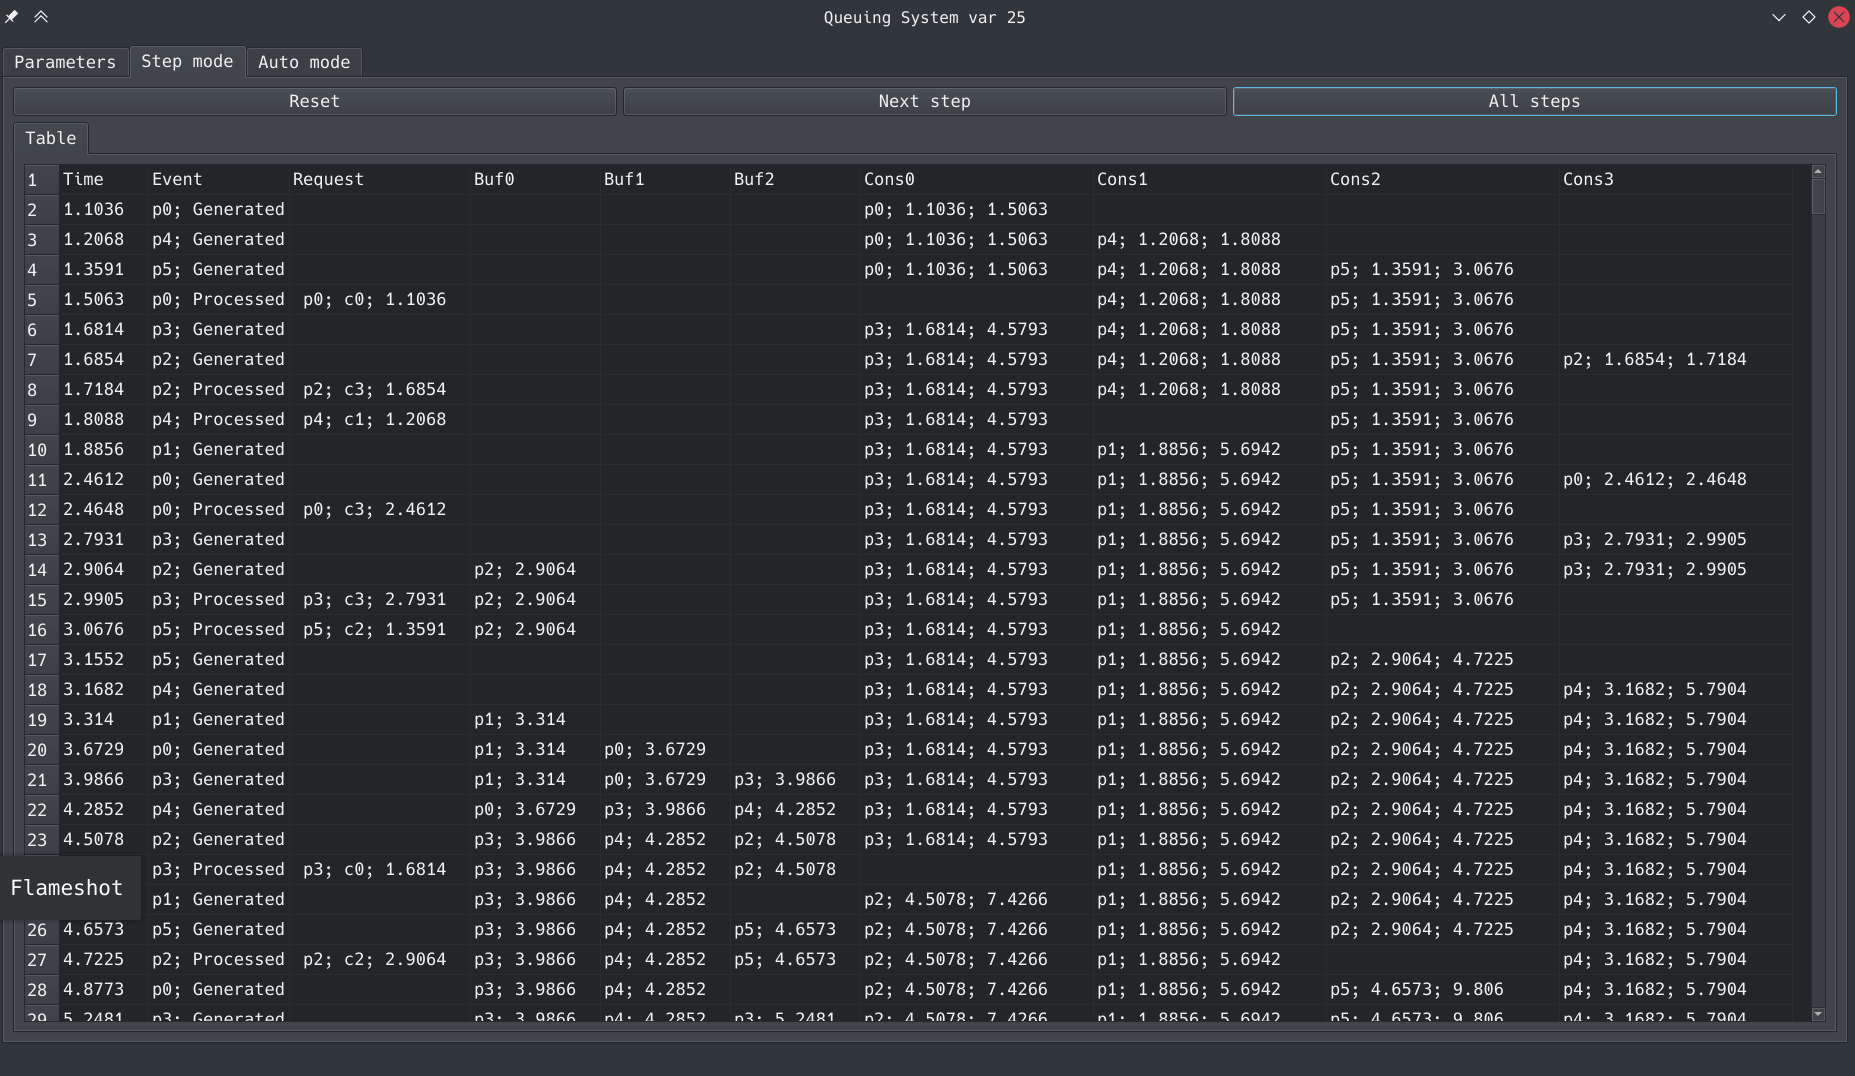 Queuing System var 25
Parameters Step mode Auto mode
Reset Next step All steps
Table
1 Time Event Request Buf0 Buf1 Buf2 Cons0 Cons1 Cons2 Cons3
2 1.1036 p0; Generated p0; 1.1036; 1.5063
3 1.2068 p4; Generated p0; 1.1036; 1.5063 p4; 1.2068; 1.8088
4 1.3591 p5; Generated p0; 1.1036; 1.5063 p4; 1.2068; 1.8088 p5; 1.3591; 3.0676
5 1.5063 p0; Processed p0; c0; 1.1036 p4; 1.2068; 1.8088 p5; 1.3591; 3.0676
6 1.6814 p3; Generated p3; 1.6814; 4.5793 p4; 1.2068; 1.8088 p5; 1.3591; 3.0676
7 1.6854 p2; Generated p3; 1.6814; 4.5793 p4; 1.2068; 1.8088 p5; 1.3591; 3.0676 p2; 1.6854; 1.7184
8 1.7184 p2; Processed p2; c3; 1.6854 p3; 1.6814; 4.5793 p4; 1.2068; 1.8088 p5; 1.3591; 3.0676
9 1.8088 p4; Processed p4; c1; 1.2068 p3; 1.6814; 4.5793 p5; 1.3591; 3.0676
10 1.8856 p1; Generated p3; 1.6814; 4.5793 p1; 1.8856; 5.6942 p5; 1.3591; 3.0676
11 2.4612 p0; Generated p3; 1.6814; 4.5793 p1; 1.8856; 5.6942 p5; 1.3591; 3.0676 p0; 2.4612; 2.4648
12 2.4648 p0; Processed p0; c3; 2.4612 p3; 1.6814; 4.5793 p1; 1.8856; 5.6942 p5; 1.3591; 3.0676
13 2.7931 p3; Generated p3; 1.6814; 4.5793 p1; 1.8856; 5.6942 p5; 1.3591; 3.0676 p3; 2.7931; 2.9905
14 2.9064 p2; Generated p2; 2.9064 p3; 1.6814; 4.5793 p1; 1.8856; 5.6942 p5; 1.3591; 3.0676 p3; 2.7931; 2.9905
15 2.9905 p3; Processed p3; c3; 2.7931 p2; 2.9064 p3; 1.6814; 4.5793 p1; 1.8856; 5.6942 p5; 1.3591; 3.0676
16 3.0676 p5; Processed p5; c2; 1.3591 p2; 2.9064 p3; 1.6814; 4.5793 p1; 1.8856; 5.6942
17 3.1552 p5; Generated p3; 1.6814; 4.5793 p1; 1.8856; 5.6942 p2; 2.9064; 4.7225
18 3.1682 p4; Generated p3; 1.6814; 4.5793 p1; 1.8856; 5.6942 p2; 2.9064; 4.7225 p4; 3.1682; 5.7904
19 3.314 p1; Generated p1; 3.314 p3; 1.6814; 4.5793 p1; 1.8856; 5.6942 p2; 2.9064; 4.7225 p4; 3.1682; 5.7904
20 3.6729 p0; Generated p1; 3.314 p0; 3.6729 p3; 1.6814; 4.5793 p1; 1.8856; 5.6942 p2; 2.9064; 4.7225 p4; 3.1682; 5.7904
21 3.9866 p3; Generated p1; 3.314 p0; 3.6729 p3; 3.9866 p3; 1.6814; 4.5793 p1; 1.8856; 5.6942 p2; 2.9064; 4.7225 p4; 3.1682; 5.7904
22 4.2852 p4; Generated p0; 3.6729 p3; 3.9866 p4; 4.2852 p3; 1.6814; 4.5793 p1; 1.8856; 5.6942 p2; 2.9064; 4.7225 p4; 3.1682; 5.7904
23 4.5078 p2; Generated p3; 3.9866 p4; 4.2852 p2; 4.5078 p3; 1.6814; 4.5793 p1; 1.8856; 5.6942 p2; 2.9064; 4.7225 p4; 3.1682; 5.7904
p3; Processed p3; c0; 1.6814 p3; 3.9866 p4; 4.2852 p2; 4.5078 p1; 1.8856; 5.6942 p2; 2.9064; 4.7225 p4; 3.1682; 5.7904
Flameshot
p1; Generated p3; 3.9866 p4; 4.2852 p2; 4.5078; 7.4266 p1; 1.8856; 5.6942 p2; 2.9064; 4.7225 p4; 3.1682; 5.7904
26 4.6573 p5; Generated p3; 3.9866 p4; 4.2852 p5; 4.6573 p2; 4.5078; 7.4266 p1; 1.8856; 5.6942 p2; 2.9064; 4.7225 p4; 3.1682; 5.7904
27 4.7225 p2; Processed p2; c2; 2.9064 p3; 3.9866 p4; 4.2852 p5; 4.6573 p2; 4.5078; 7.4266 p1; 1.8856; 5.6942 p4; 3.1682; 5.7904
28 4.8773 p0; Generated p3; 3.9866 p4; 4.2852 p2; 4.5078; 7.4266 p1; 1.8856; 5.6942 p5; 4.6573; 9.806 p4; 3.1682; 5.7904
29 5.2481 p3; Generated p3; 3.9866 p4; 4.2852 p3; 5.2481 p2; 4.5078; 7.4266 p1; 1.8856; 5.6942 p5; 4.6573; 9.806 p4; 3.1682; 5.7904